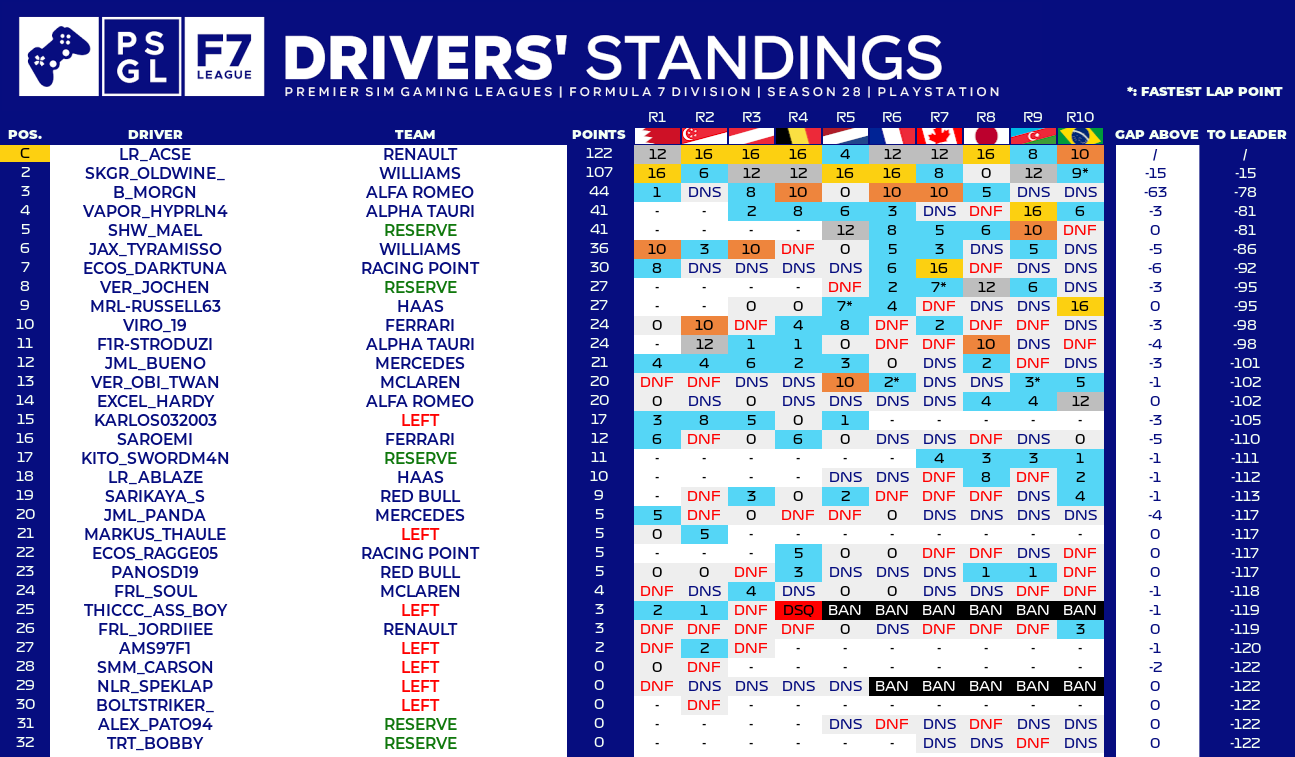 PS GL
F7
LEAGUE
DRIVERS' STANDINGS
PREMIER SIM GAMING LEAGUES | FORMULA 7 DIVISION | SEASON 28 | PLAYSTATION
*: FASTEST LAP POINT
R1 R2 R3 R4 R5 R6 R7 R8 R9 R10
POS. DRIVER TEAM POINTS GAP ABOVE TO LEADER
C LR_ACSE RENAULT 122 12 16 16 16 4 12 12 16 8 10 / /
2 SKGR_OLDWINE_ WILLIAMS 107 16 6 12 12 16 16 8 0 12 9* -15 -15
3 B_MORGN ALFA ROMEO 44 1 DNS 8 10 0 10 10 5 DNS DNS -63 -78
4 VAPOR_HYPRLN4 ALPHA TAURI 41 - - 2 8 6 3 DNS DNF 16 6 -3 -81
5 SHW_MAEL RESERVE 41 - - - - 12 8 5 6 10 DNF 0 -81
6 JAX_TYRAMISSO WILLIAMS 36 10 3 10 DNF 0 5 3 DNS 5 DNS -5 -86
7 ECOS_DARKTUNA RACING POINT 30 8 DNS DNS DNS DNS 6 16 DNF DNS DNS -6 -92
8 VER_JOCHEN RESERVE 27 - - - - DNF 2 7* 12 6 DNS -3 -95
9 MRL-RUSSELL63 HAAS 27 - - 0 0 7* 4 DNF DNS DNS 16 0 -95
10 VIRO_19 FERRARI 24 0 10 DNF 4 8 DNF 2 DNF DNF DNS -3 -98
11 F1R-STRODUZI ALPHA TAURI 24 - 12 1 1 0 DNF DNF 10 DNS DNF -4 -98
12 JML_BUENO MERCEDES 21 4 4 6 2 3 0 DNS 2 DNF DNS -3 -101
13 VER_OBI_TWAN MCLAREN 20 DNF DNF DNS DNS 10 2* DNS DNS 3* 5 -1 -102
14 EXCEL_HARDY ALFA ROMEO 20 0 DNS 0 DNS DNS DNS DNS 4 4 12 0 -102
15 KARLOS032003 LEFT 17 3 8 5 0 1 - - - - - -3 -105
16 SAROEMI FERRARI 12 6 DNF 0 6 0 DNS DNS DNF DNS 0 -5 -110
17 KITO_SWORDM4N RESERVE 11 - - - - - - 4 3 3 1 -1 -111
18 LR_ABLAZE HAAS 10 - - - - DNS DNS DNF 8 DNF 2 -1 -112
19 SARIKAYA_S RED BULL 9 - DNF 3 0 2 DNF DNF DNF DNS 4 -1 -113
20 JML_PANDA MERCEDES 5 5 DNF 0 DNF DNF 0 DNS DNS DNS DNS -4 -117
21 MARKUS_THAULE LEFT 5 0 5 - - - - - - - - 0 -117
22 ECOS_RAGGE05 RACING POINT 5 - - - 5 0 0 DNF DNF DNS DNF 0 -117
23 PANOSD19 RED BULL 5 0 0 DNF 3 DNS DNS DNS 1 1 DNF 0 -117
24 FRL_SOUL MCLAREN 4 DNF DNS 4 DNS 0 0 DNS DNS DNF DNF -1 -118
25 THICCC_ASS_BOY LEFT 3 2 1 DNF DSQ BAN BAN BAN BAN BAN BAN -1 -119
26 FRL_JORDIIEE RENAULT 3 DNF DNF DNF DNF 0 DNS DNF DNF DNF 3 0 -119
27 AMS97F1 LEFT 2 DNF 2 DNF - - - - - - - -1 -120
28 SMM_CARSON LEFT 0 0 DNF - - - - - - - - -2 -122
29 NLR_SPEKLAP LEFT 0 DNF DNS DNS DNS DNS BAN BAN BAN BAN BAN 0 -122
30 BOLTSTRIKER_ LEFT 0 - DNF - - - - - - - - 0 -122
31 ALEX_PATO94 RESERVE 0 - - - - DNS DNF DNS DNF DNS DNS 0 -122
32 TRT_BOBBY RESERVE 0 - - - - - - DNS DNS DNF DNS 0 -122